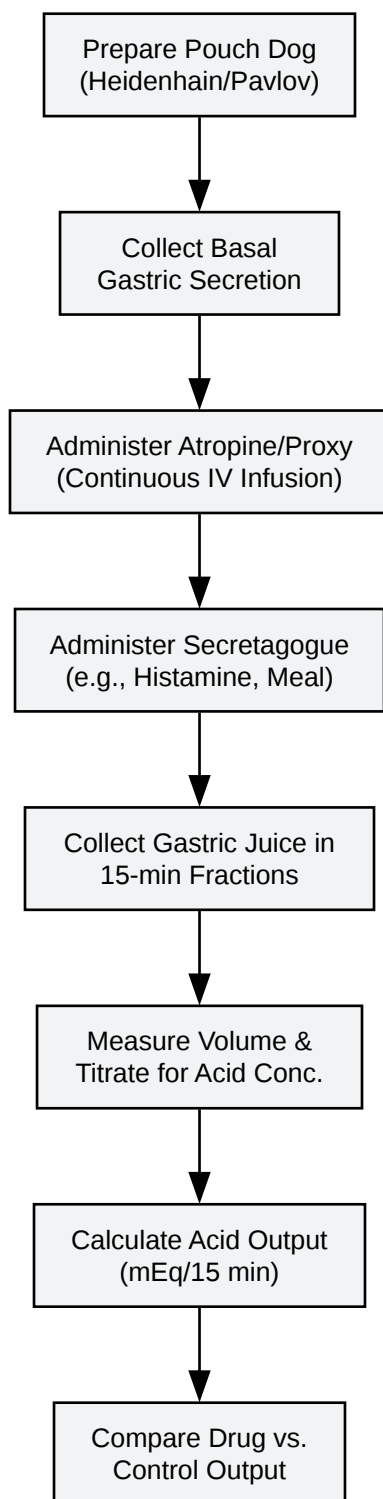 Prepare Pouch Dog
(Heidenhain/Pavlov)
Collect Basal
Gastric Secretion
Administer Atropine/Proxy
(Continuous IV Infusion)
Administer Secretagogue
(e.g., Histamine, Meal)
Collect Gastric Juice in
15-min Fractions
Measure Volume &
Titrate for Acid Conc.
Calculate Acid Output
(mEq/15 min)
Compare Drug vs.
Control Output